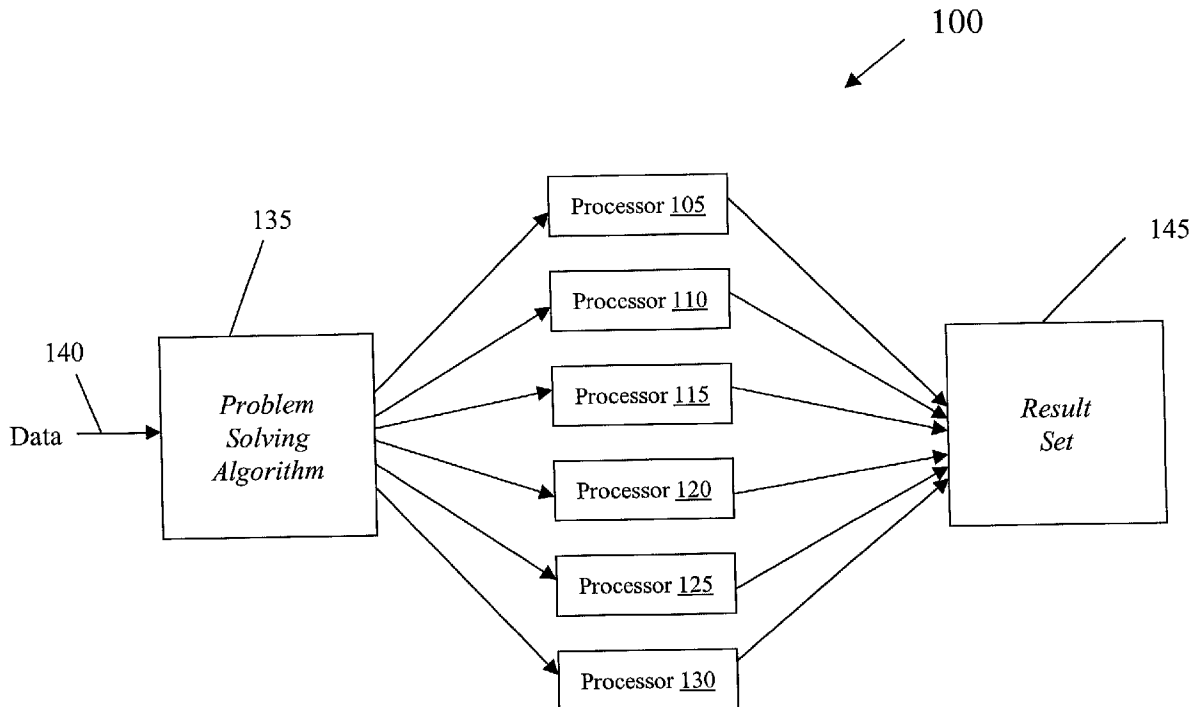 100
135
145
140
Data
Problem
Solving
Algorithm
Processor 105
Processor 110
Processor 115
Processor 120
Processor 125
Processor 130
Result
Set